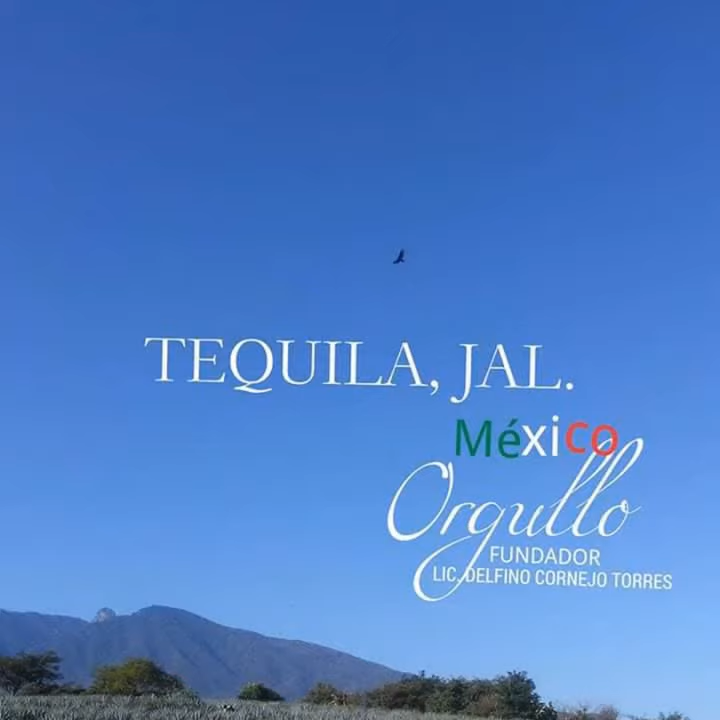 TEQUILA, JAL.
México
Orgullo
FUNDADOR
LIC. DELFINO CORNEJO TORRES